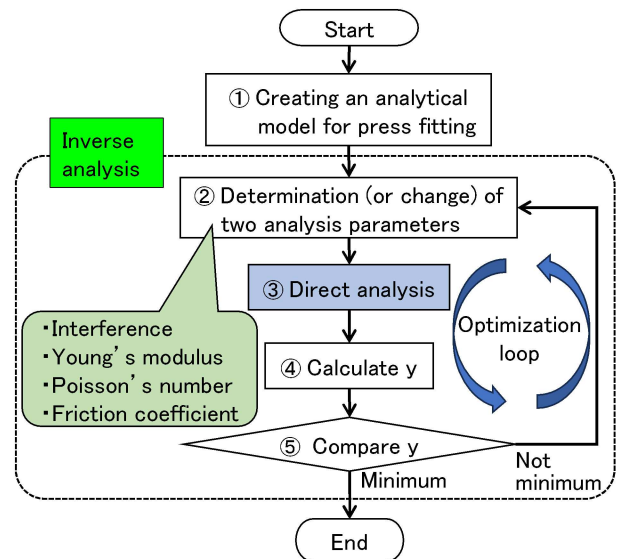 Start
① Creating an analytical
model for press fitting
Inverse
analysis
② Determination (or change) of
two analysis parameters
③ Direct analysis
・Interference
・Young's modulus
・Poisson's number
・Friction coefficient
Optimization
loop
④ Calculate y
⑤ Compare y
Not
minimum
Minimum
End